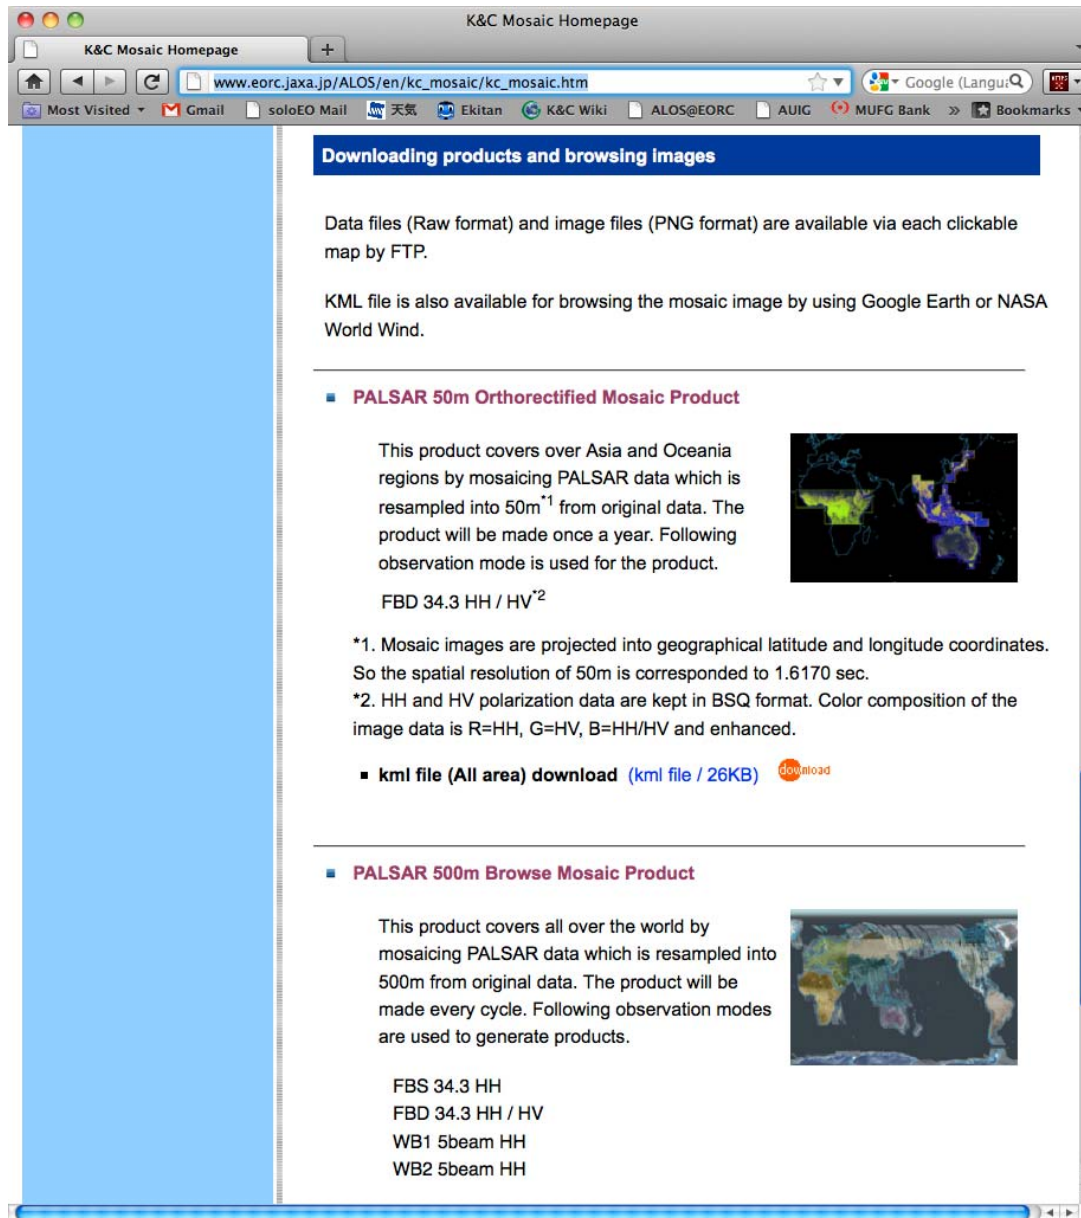 K&C Mosaic Homepage
K&C Mosaic Homepage
www.eorc.jaxa.jp/ALOS/en/kc_mosaic/kc_mosaic.htm
Google (Langua
Most Visited Gmail soloEO Mail 天気 Ekitan K&C Wiki ALOS@EORC AUIG MUFG Bank » Bookmarks
Downloading products and browsing images
Data files (Raw format) and image files (PNG format) are available via each clickable
map by FTP.
KML file is also available for browsing the mosaic image by using Google Earth or NASA
World Wind.
PALSAR 50m Orthorectified Mosaic Product
This product covers over Asia and Oceania
regions by mosaicing PALSAR data which is
resampled into 50m*1 from original data. The
product will be made once a year. Following
observation mode is used for the product.
FBD 34.3 HH / HV*2
*1. Mosaic images are projected into geographical latitude and longitude coordinates.
So the spatial resolution of 50m is corresponded to 1.6170 sec.
*2. HH and HV polarization data are kept in BSQ format. Color composition of the
image data is R=HH, G=HV, B=HH/HV and enhanced.
kml file (All area) download (kml file / 26KB) download
PALSAR 500m Browse Mosaic Product
This product covers all over the world by
mosaicing PALSAR data which is resampled into
500m from original data. The product will be
made every cycle. Following observation modes
are used to generate products.
FBS 34.3 HH
FBD 34.3 HH / HV
WB1 5beam HH
WB2 5beam HH